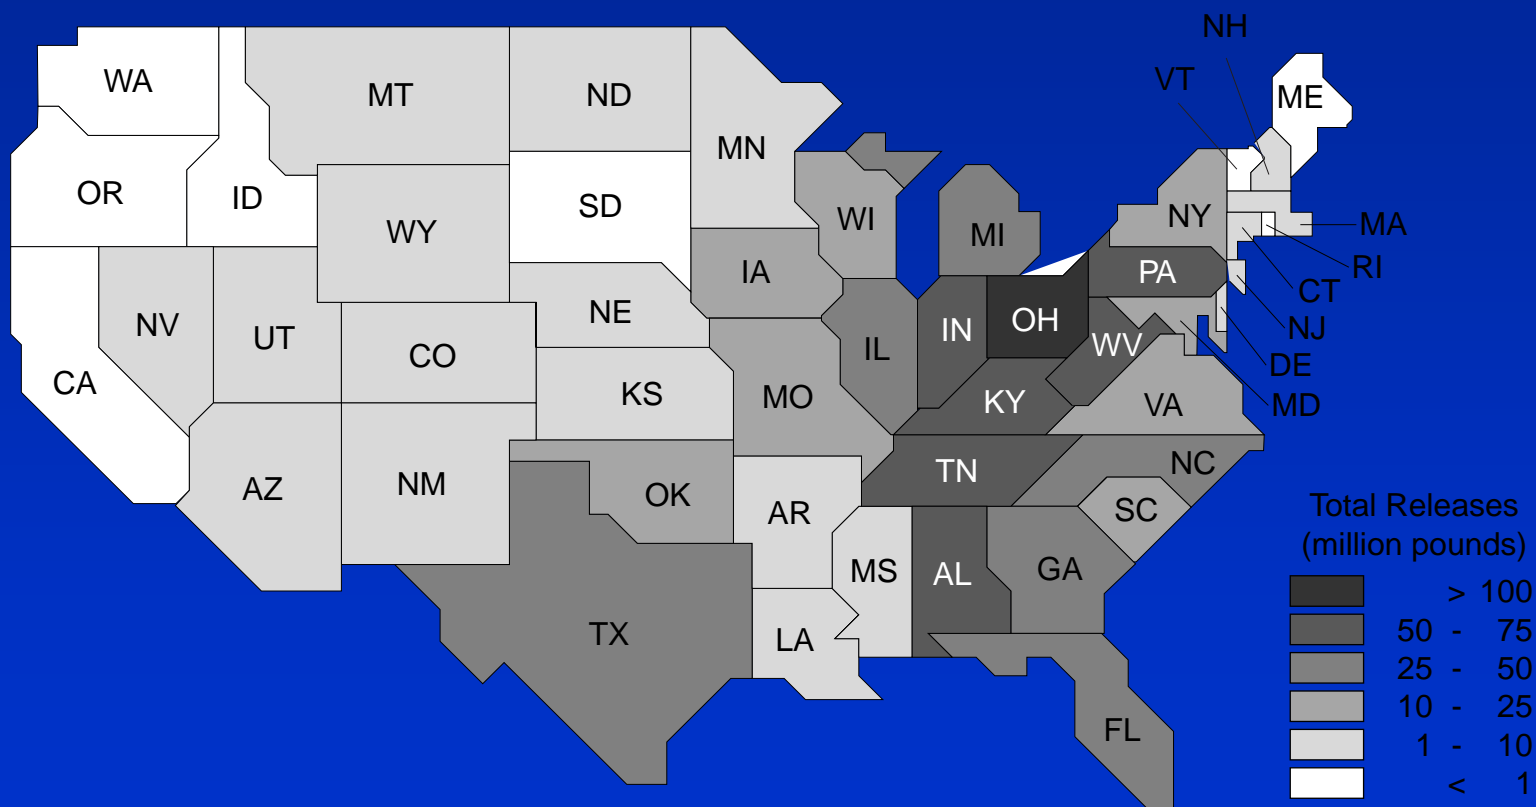 NH
VT
ME
WA
MT
ND
MN
OR
ID
SD
WY
WI
MI
NY
MA
RI
CT
NJ
DE
MD
IA
PA
NE
NV
UT
CO
CA
IL
IN
OH
WV
KS
MO
KY
VA
AZ
NM
OK
TN
NC
AR
SC
MS
AL
GA
TX
LA
FL
Total Releases
(million pounds)
> 100
50 - 75
25 - 50
10 - 25
1 - 10
< 1